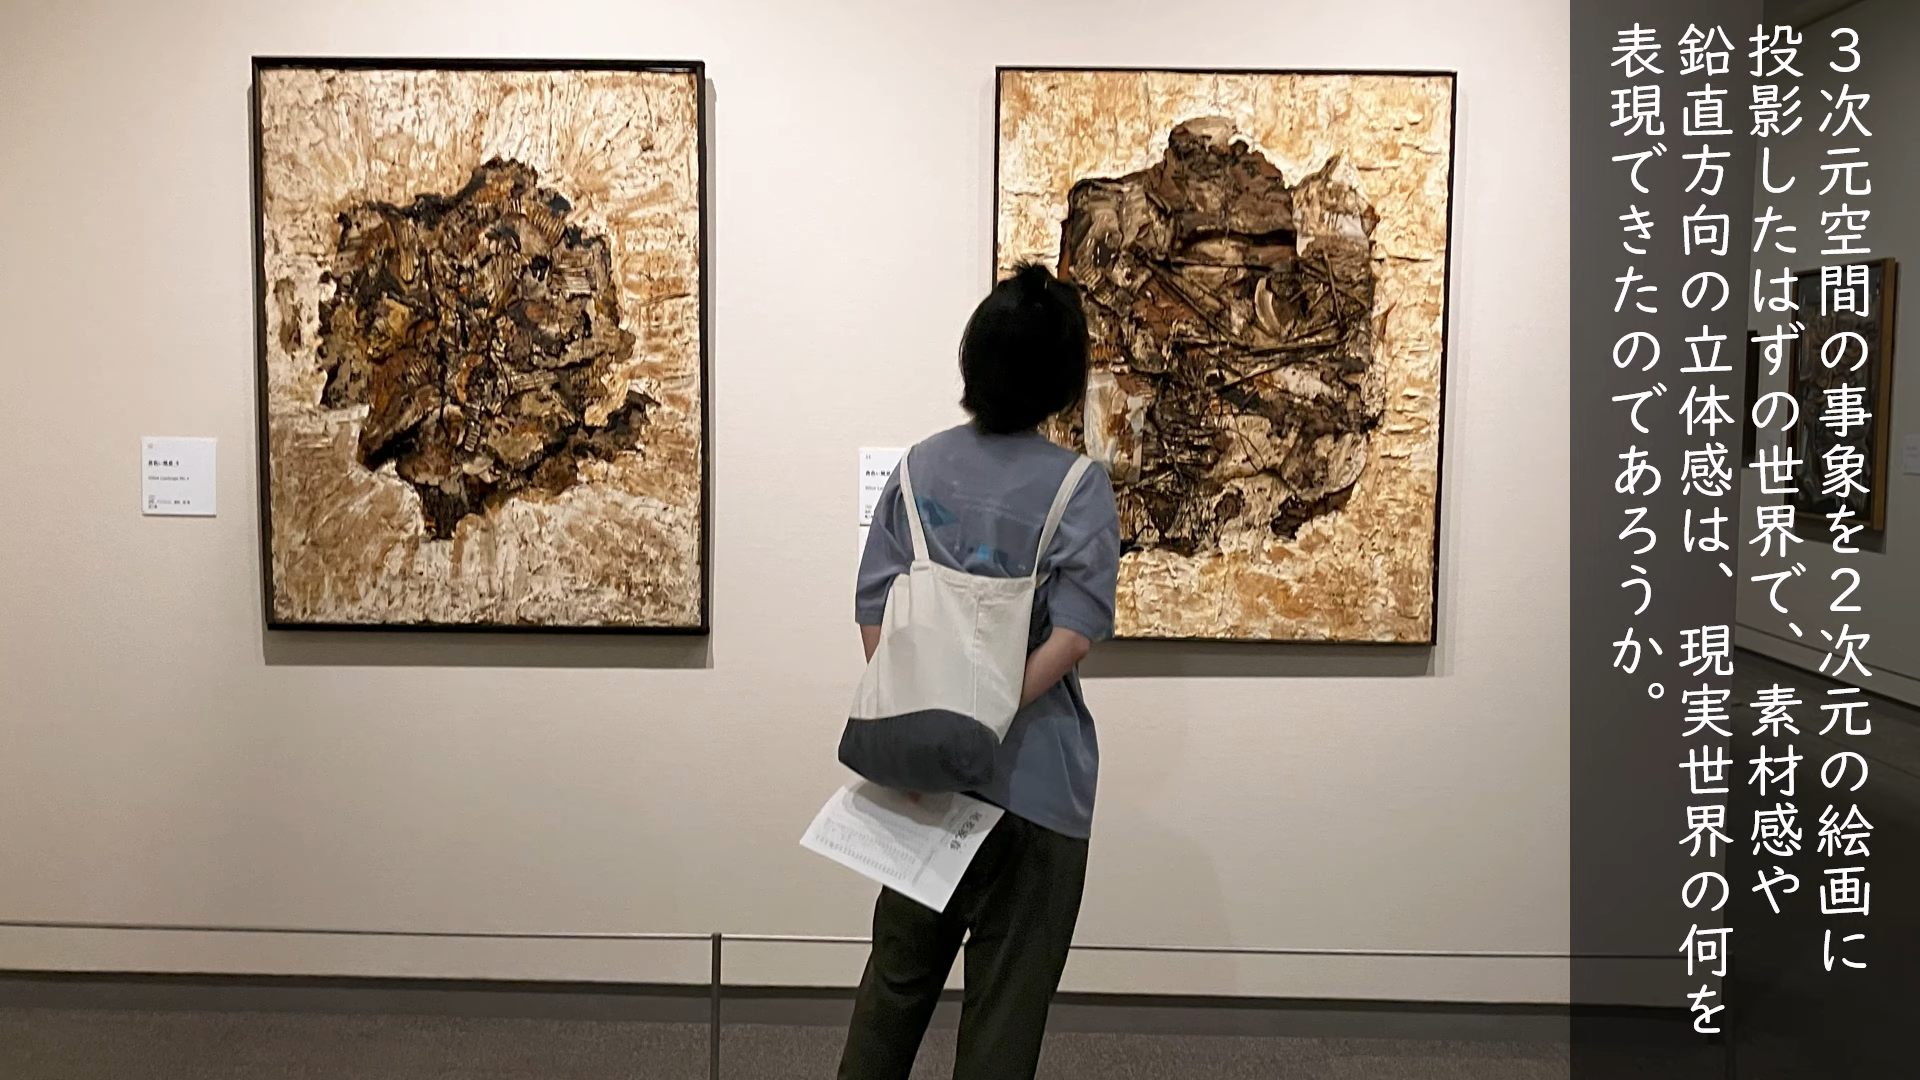 ３次元空間の事象を２次元の絵画に
投影したはずの世界で、素材感や
鉛直方向の立体感は、現実世界の何を
表現できたのであろうか。